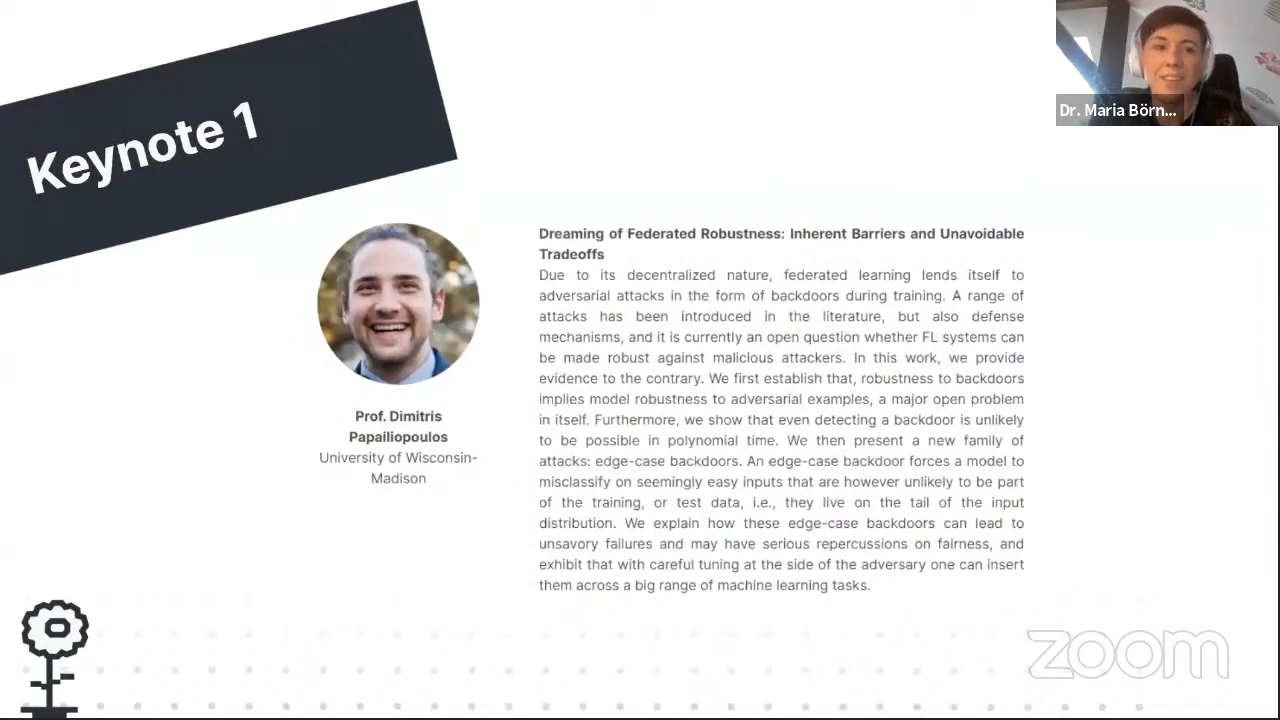 Keynote 1
Dr. Maria Börn...
Prof. Dimitris
Papailiopoulos
University of Wisconsin-
Madison
Dreaming of Federated Robustness: Inherent Barriers and Unavoidable
Tradeoffs
Due to its decentralized nature, federated learning lends itself to
adversarial attacks in the form of backdoors during training. A range of
attacks has been introduced in the literature, but also defense
mechanisms, and it is currently an open question whether FL systems can
be made robust against malicious attackers. In this work, we provide
evidence to the contrary. We first establish that, robustness to backdoors
implies model robustness to adversarial examples, a major open problem
in itself. Furthermore, we show that even detecting a backdoor is unlikely
to be possible in polynomial time. We then present a new family of
attacks: edge-case backdoors. An edge-case backdoor forces a model to
misclassify on seemingly easy inputs that are however unlikely to be part
of the training, or test data, i.e., they live on the tail of the input
distribution. We explain how these edge-case backdoors can lead to
unsavory failures and may have serious repercussions on fairness, and
exhibit that with careful tuning at the side of the adversary one can insert
them across a big range of machine learning tasks.
zoom